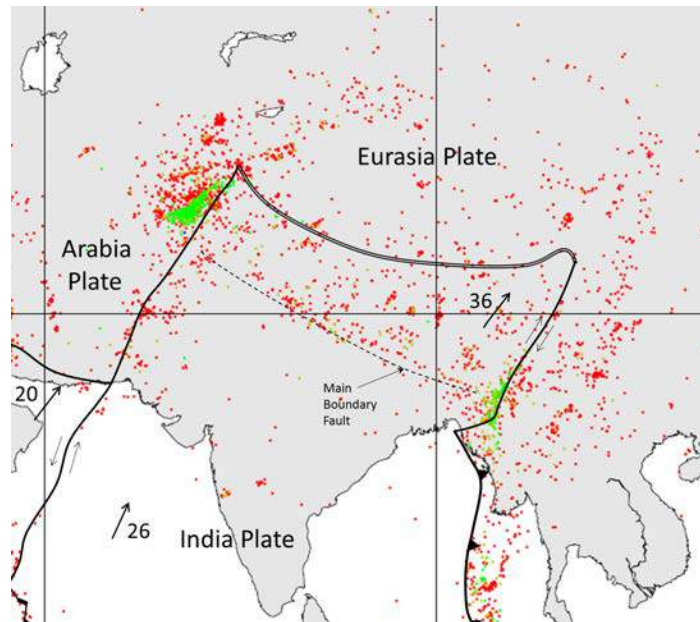 Eurasia Plate
Arabia
Plate
36
20
Main
Boundary
Fault
26
India Plate